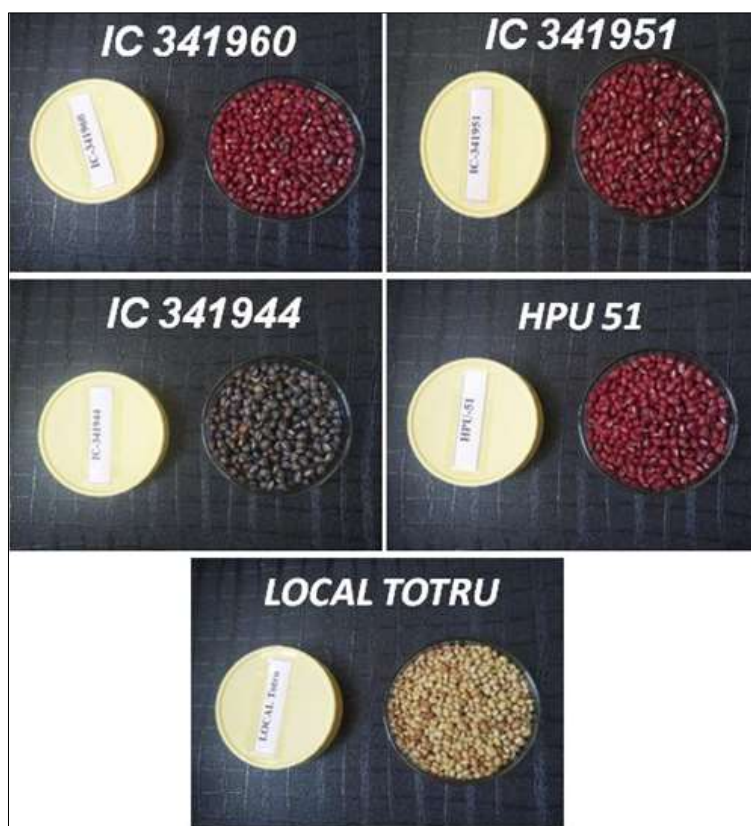 IC 341960
IC-341960
IC 341951
IC-341951
IC 341944
IC-341944
HPU 51
HPU-51
LOCAL TOTRU
LOCAL Totru